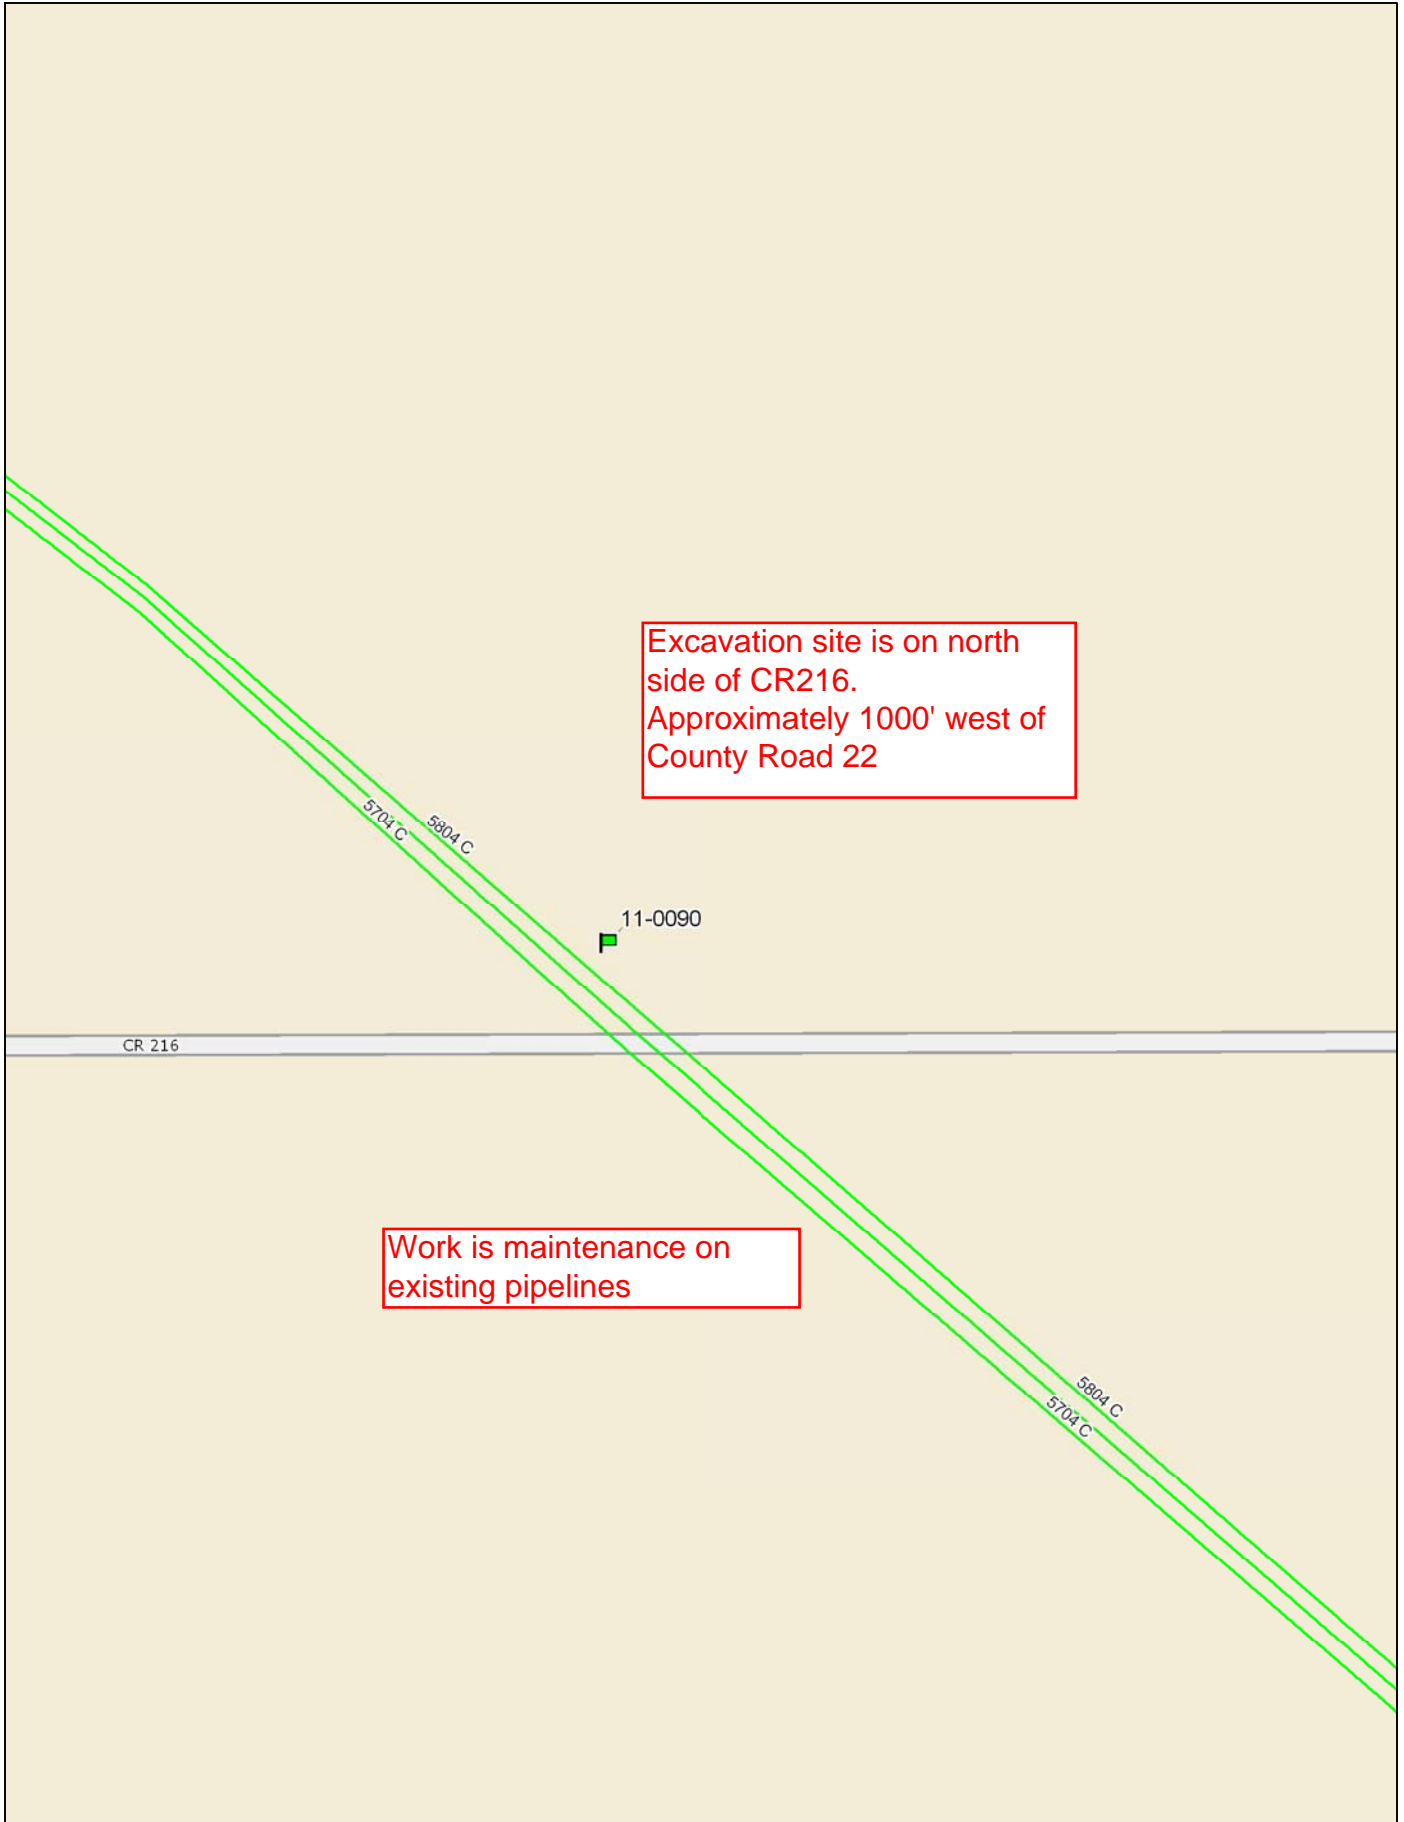 Excavation site is on north
side of CR216.
Approximately 1000' west of
County Road 22
5704 C
5804 C
11-0090
CR 216
Work is maintenance on
existing pipelines
5804 C
5704 C